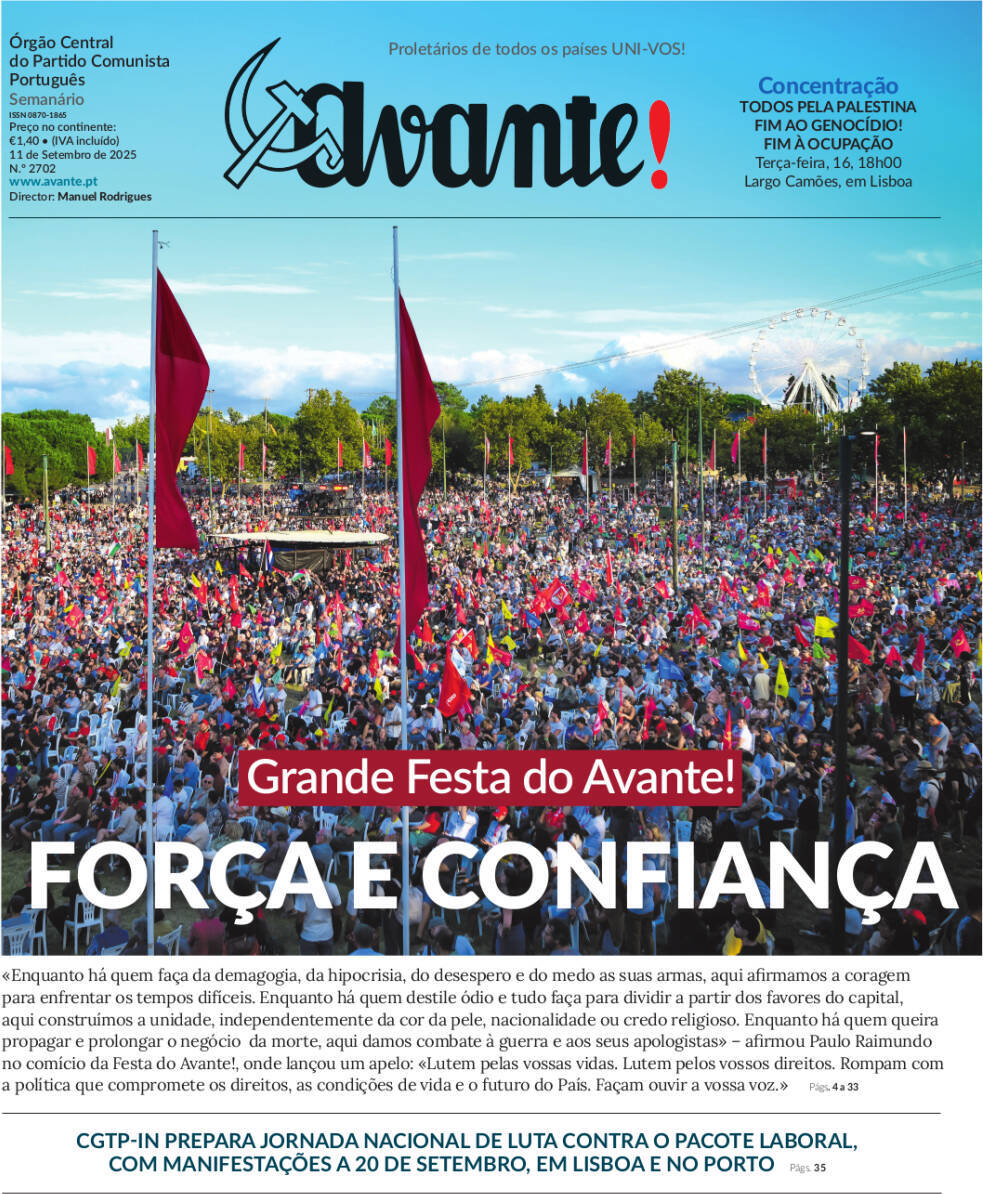 Órgão Central
do Partido Comunista
Português
Semanário
ISSN 0870-1865
Preço no continente:
€1,40 • (IVA incluído)
11 de Setembro de 2025
N.º 2702
www.avante.pt
Director: Manuel Rodrigues
Proletários de todos os países UNI-VOS!
Avante!
Concentração
TODOS PELA PALESTINA
FIM AO GENOCÍDIO!
FIM À OCUPAÇÃO
Terça-feira, 16, 18h00
Largo Camões, em Lisboa
Grande Festa do Avante!
FORÇA E CONFIANÇA
«Enquanto há quem faça da demagogia, da hipocrisia, do desespero e do medo as suas armas, aqui afirmamos a coragem
para enfrentar os tempos difíceis. Enquanto há quem destile ódio e tudo faça para dividir a partir dos favores do capital,
aqui construímos a unidade, independentemente da cor da pele, nacionalidade ou credo religioso. Enquanto há quem queira
propagar e prolongar o negócio da morte, aqui damos combate à guerra e aos seus apologistas» – afirmou Paulo Raimundo
no comício da Festa do Avante!, onde lançou um apelo: «Lutem pelas vossas vidas. Lutem pelos vossos direitos. Rompam com
a política que compromete os direitos, as condições de vida e o futuro do País. Façam ouvir a vossa voz.» Págs. 4 a 33
CGTP-IN PREPARA JORNADA NACIONAL DE LUTA CONTRA O PACOTE LABORAL,
COM MANIFESTAÇÕES A 20 DE SETEMBRO, EM LISBOA E NO PORTO Págs. 35